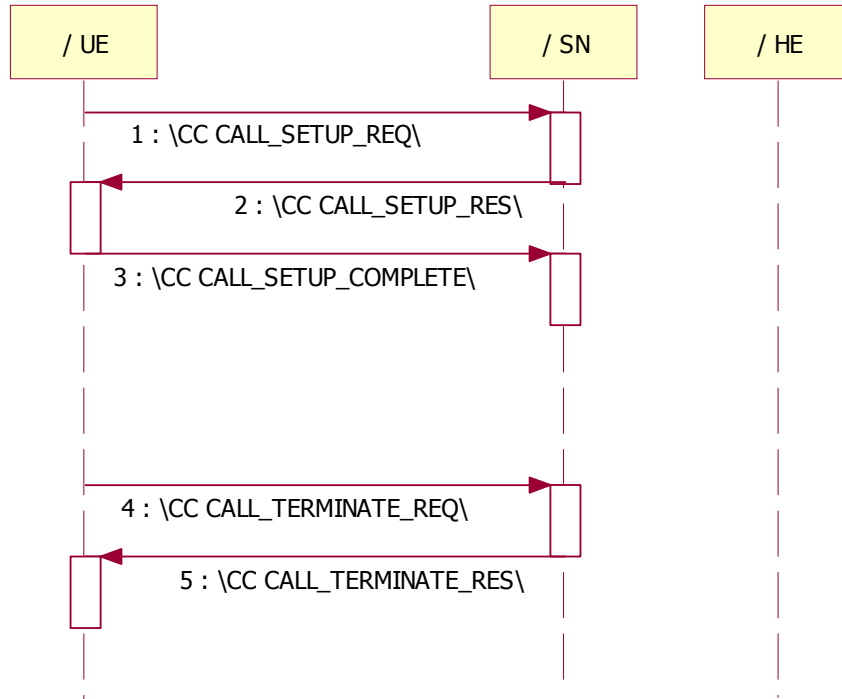 / UE
/ SN
/ HE
1 : \CC CALL_SETUP_REQ\
2 : \CC CALL_SETUP_RES\
3 : \CC CALL_SETUP_COMPLETE\
4 : \CC CALL_TERMINATE_REQ\
5 : \CC CALL_TERMINATE_RES\